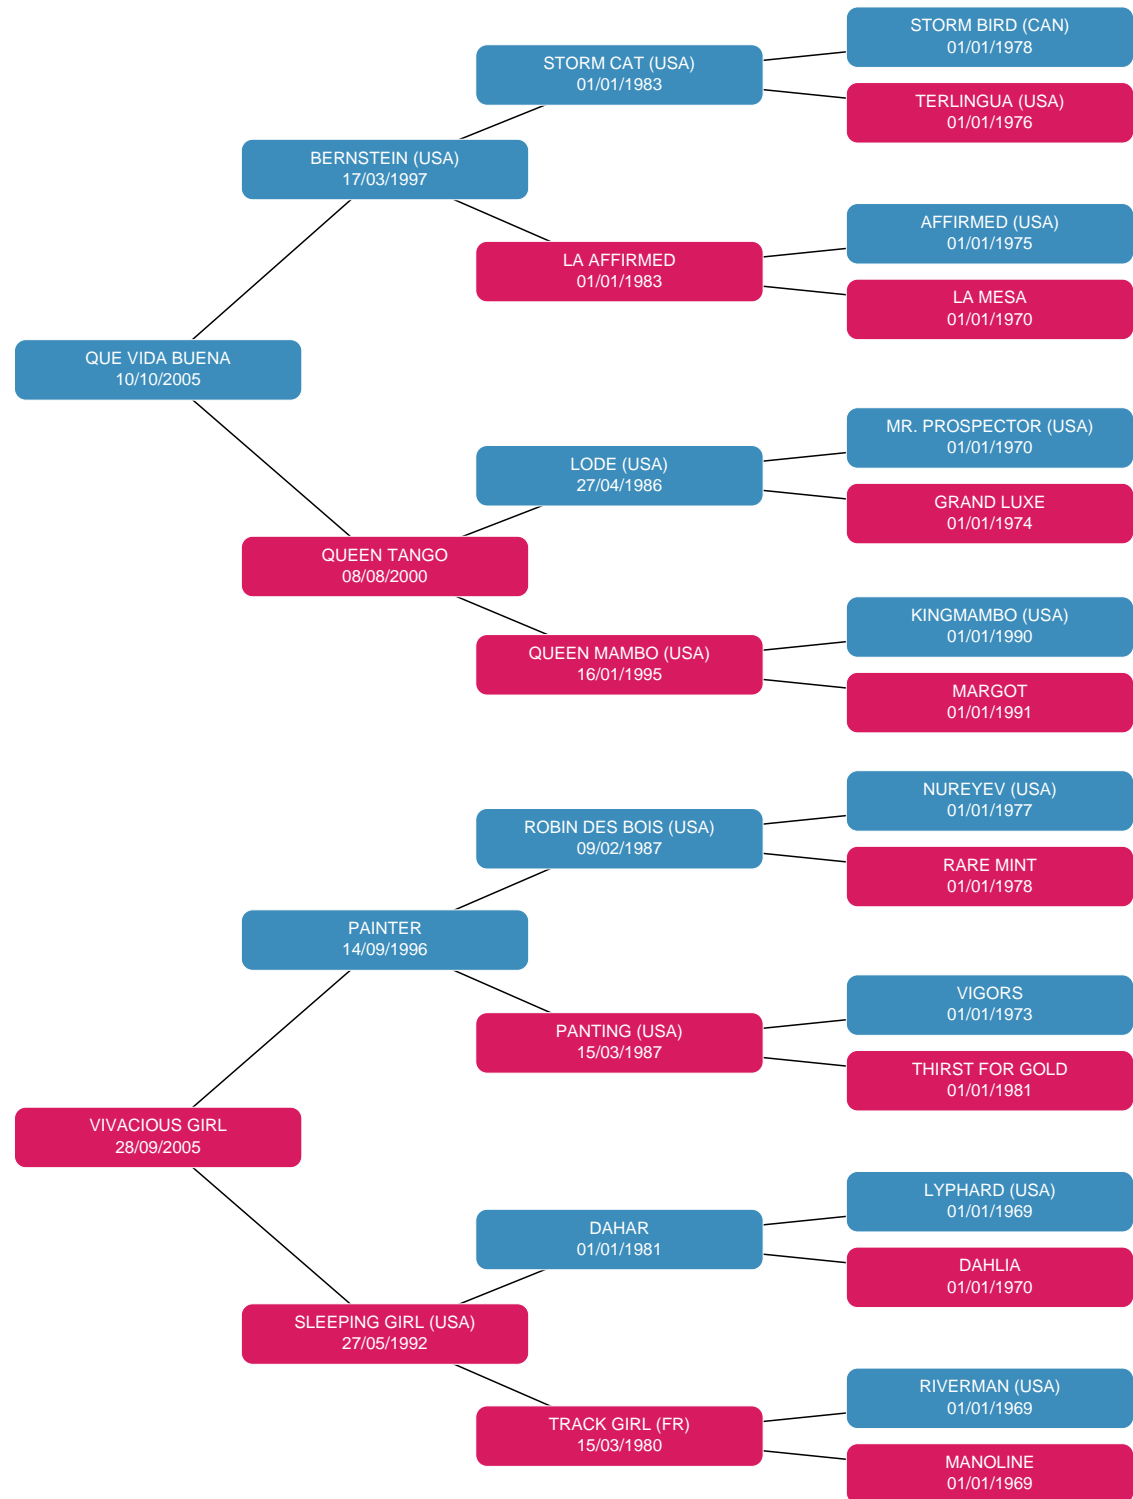 STORM BIRD (CAN)
01/01/1978
STORM CAT (USA)
01/01/1983
TERLINGUA (USA)
01/01/1976
BERNSTEIN (USA)
17/03/1997
AFFIRMED (USA)
01/01/1975
LA AFFIRMED
01/01/1983
LA MESA
01/01/1970
QUE VIDA BUENA
10/10/2005
MR. PROSPECTOR (USA)
01/01/1970
LODE (USA)
27/04/1986
GRAND LUXE
01/01/1974
QUEEN TANGO
08/08/2000
KINGMAMBO (USA)
01/01/1990
QUEEN MAMBO (USA)
16/01/1995
MARGOT
01/01/1991
NUREYEV (USA)
01/01/1977
ROBIN DES BOIS (USA)
09/02/1987
RARE MINT
01/01/1978
PAINTER
14/09/1996
VIGORS
01/01/1973
PANTING (USA)
15/03/1987
THIRST FOR GOLD
01/01/1981
VIVACIOUS GIRL
28/09/2005
LYPHARD (USA)
01/01/1969
DAHAR
01/01/1981
DAHLIA
01/01/1970
SLEEPING GIRL (USA)
27/05/1992
RIVERMAN (USA)
01/01/1969
TRACK GIRL (FR)
15/03/1980
MANOLINE
01/01/1969